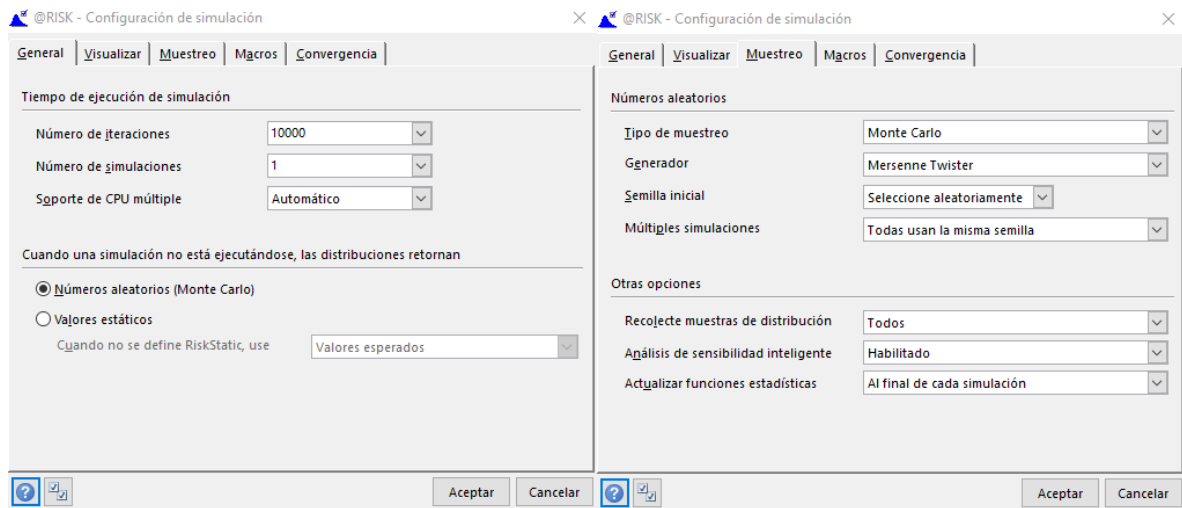 @RISK - Configuración de simulación
General Visualizar Muestreo Macros Convergencia
Tiempo de ejecución de simulación
Número de iteraciones 10000
Número de simulaciones 1
Soporte de CPU múltiple Automático
Cuando una simulación no está ejecutándose, las distribuciones retornan
Números aleatorios (Monte Carlo)
Valores estáticos
Cuando no se define RiskStatic, use Valores esperados
Aceptar Cancelar
@RISK - Configuración de simulación
General Visualizar Muestreo Macros Convergencia
Números aleatorios
Tipo de muestreo Monte Carlo
Generador Mersenne Twister
Semilla inicial Seleccione aleatoriamente
Múltiples simulaciones Todas usan la misma semilla
Otras opciones
Recolecte muestras de distribución Todos
Análisis de sensibilidad inteligente Habilitado
Actualizar funciones estadísticas Al final de cada simulación
Aceptar Cancelar